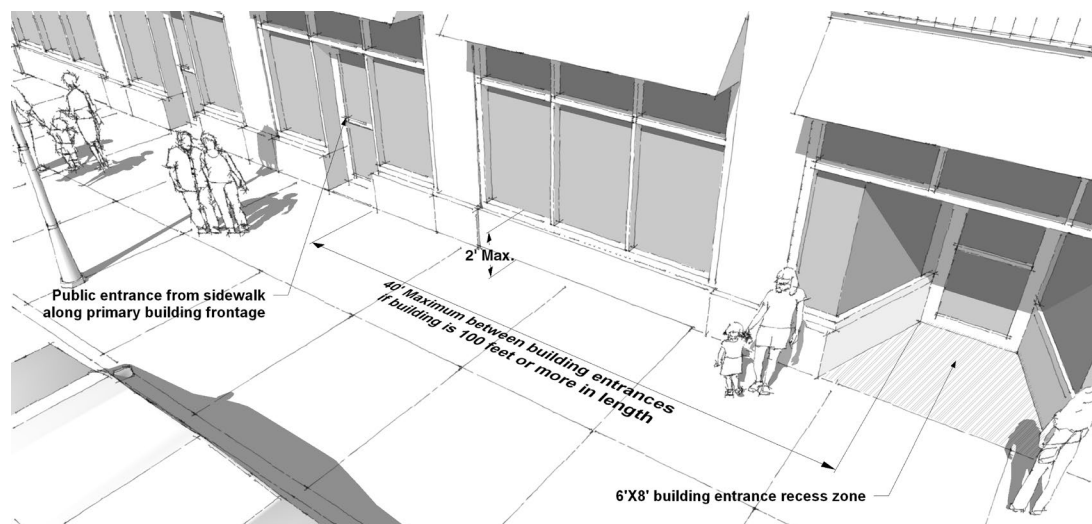 2' Max.
Public entrance from sidewalk
along primary building frontage
40' Maximum between building entrances
if building is 100 feet or more in length
6'X8' building entrance recess zone